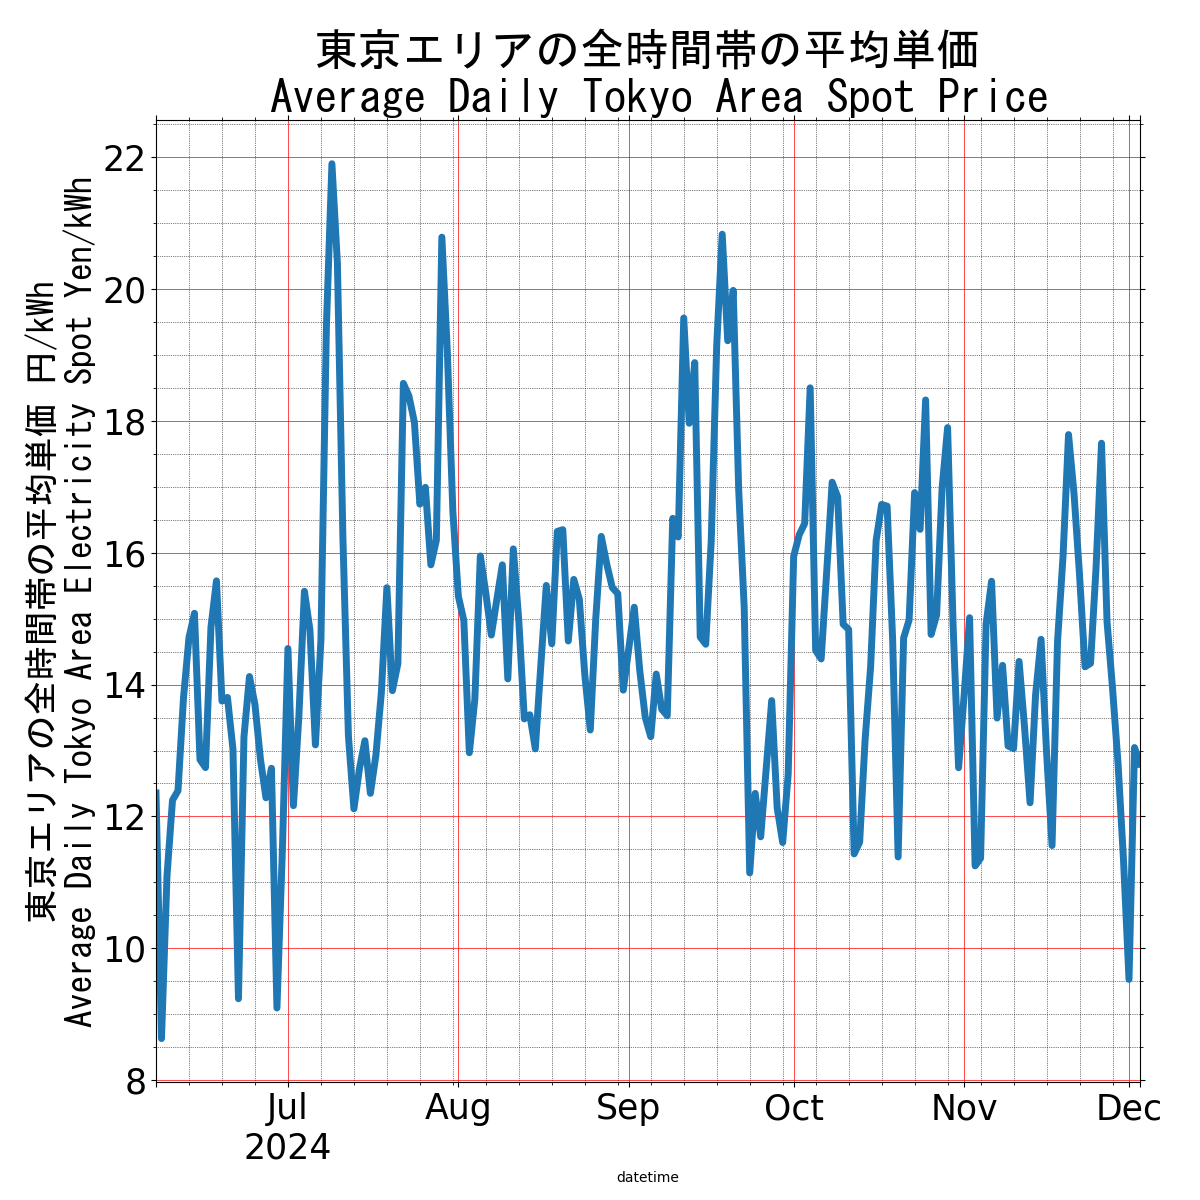 東京エリアの全時間帯の平均単価
Average Daily Tokyo Area Spot Price
東京エリアの全時間帯の平均単価 円/kWh
Average Daily Tokyo Area Electricity Spot Yen/kWh
22
20
18
16
14
12
10
8
Jul
2024
Aug
Sep
Oct
Nov
Dec
datetime